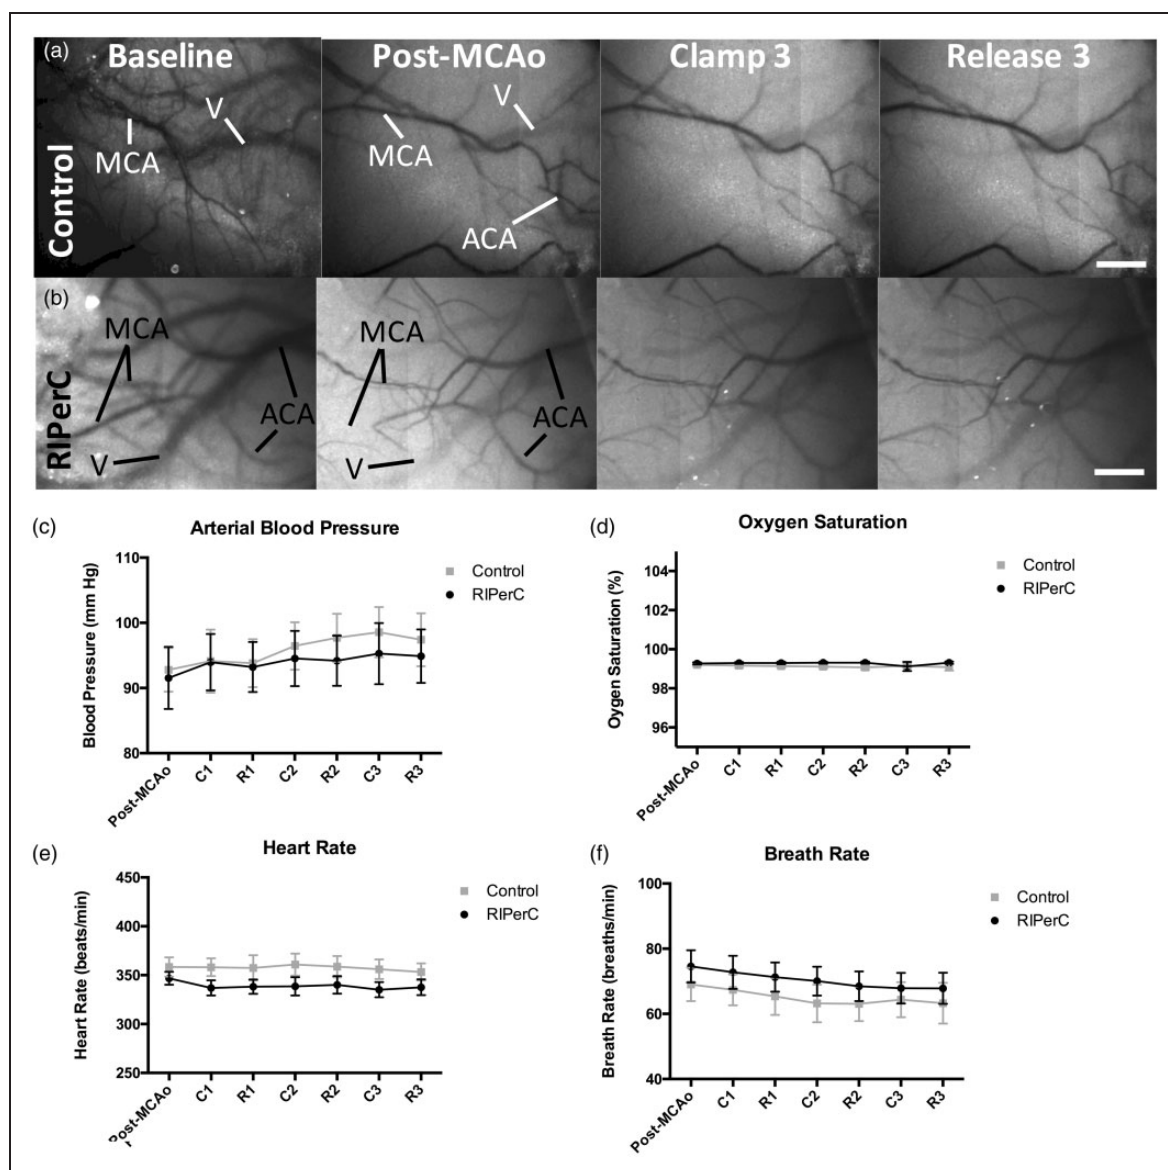 (a) Baseline Post-MCAo Clamp 3 Release 3
Control
MCA V
MCA V ACA
(b)
RIPerC
MCA ACA V
MCA ACA V
(c) Arterial Blood Pressure
Blood Pressure (mm Hg)
110
100
90
80
Post-MCAo C1 R1 C2 R2 C3 R3
Control
RIPerC
(d) Oxygen Saturation
Oygen Saturation (%)
104
102
100
98
96
Post-MCAo C1 R1 C2 R2 C3 R3
Control
RIPerC
(e) Heart Rate
Heart Rate (beats/min)
450
400
350
300
250
Post-MCAo C1 R1 C2 R2 C3 R3
Control
RIPerC
(f) Breath Rate
Breath Rate (breaths/min)
100
80
60
40
Post-MCAo C1 R1 C2 R2 C3 R3
Control
RIPerC